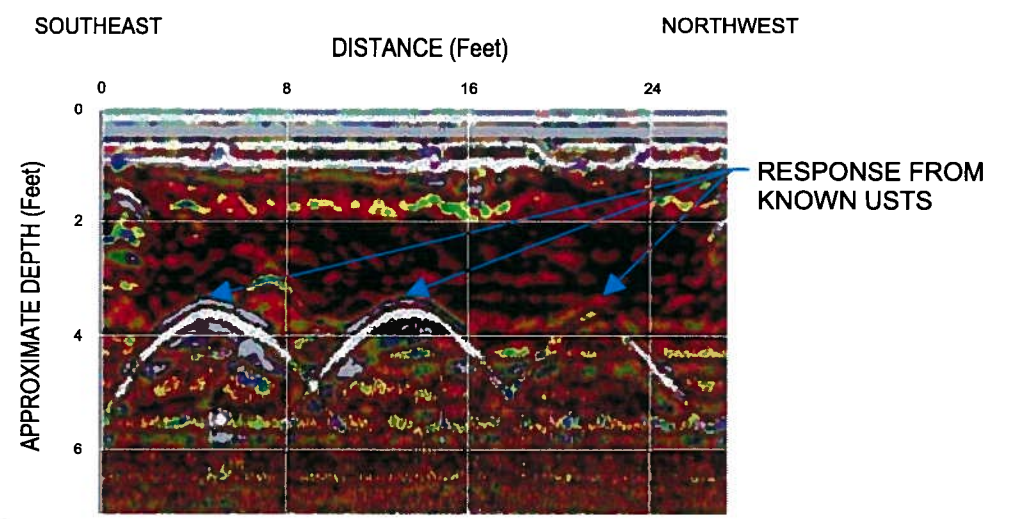 SOUTHEAST
NORTHWEST
DISTANCE (Feet)
0 8 16 24
0
2
4
6
APPROXIMATE DEPTH (Feet)
RESPONSE FROM
KNOWN USTS